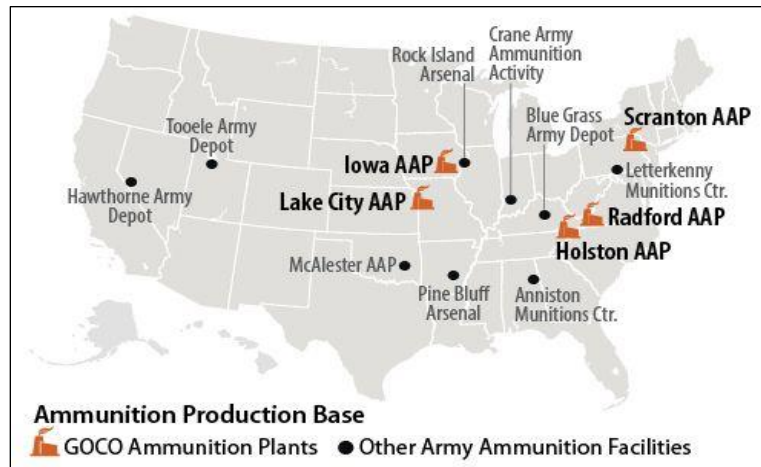 Crane Army
Ammunition
Activity
Rock Island
Arsenal
Scranton AAP
Blue Grass
Army Depot
Tooele Army
Depot
Iowa AAP
Letterkenny
Munitions Ctr.
Hawthorne Army
Depot
Lake City AAP
Radford AAP
Holston AAP
McAlester AAP
Pine Bluff
Arsenal
Anniston
Munitions Ctr.
Ammunition Production Base
GOCO Ammunition Plants
Other Army Ammunition Facilities